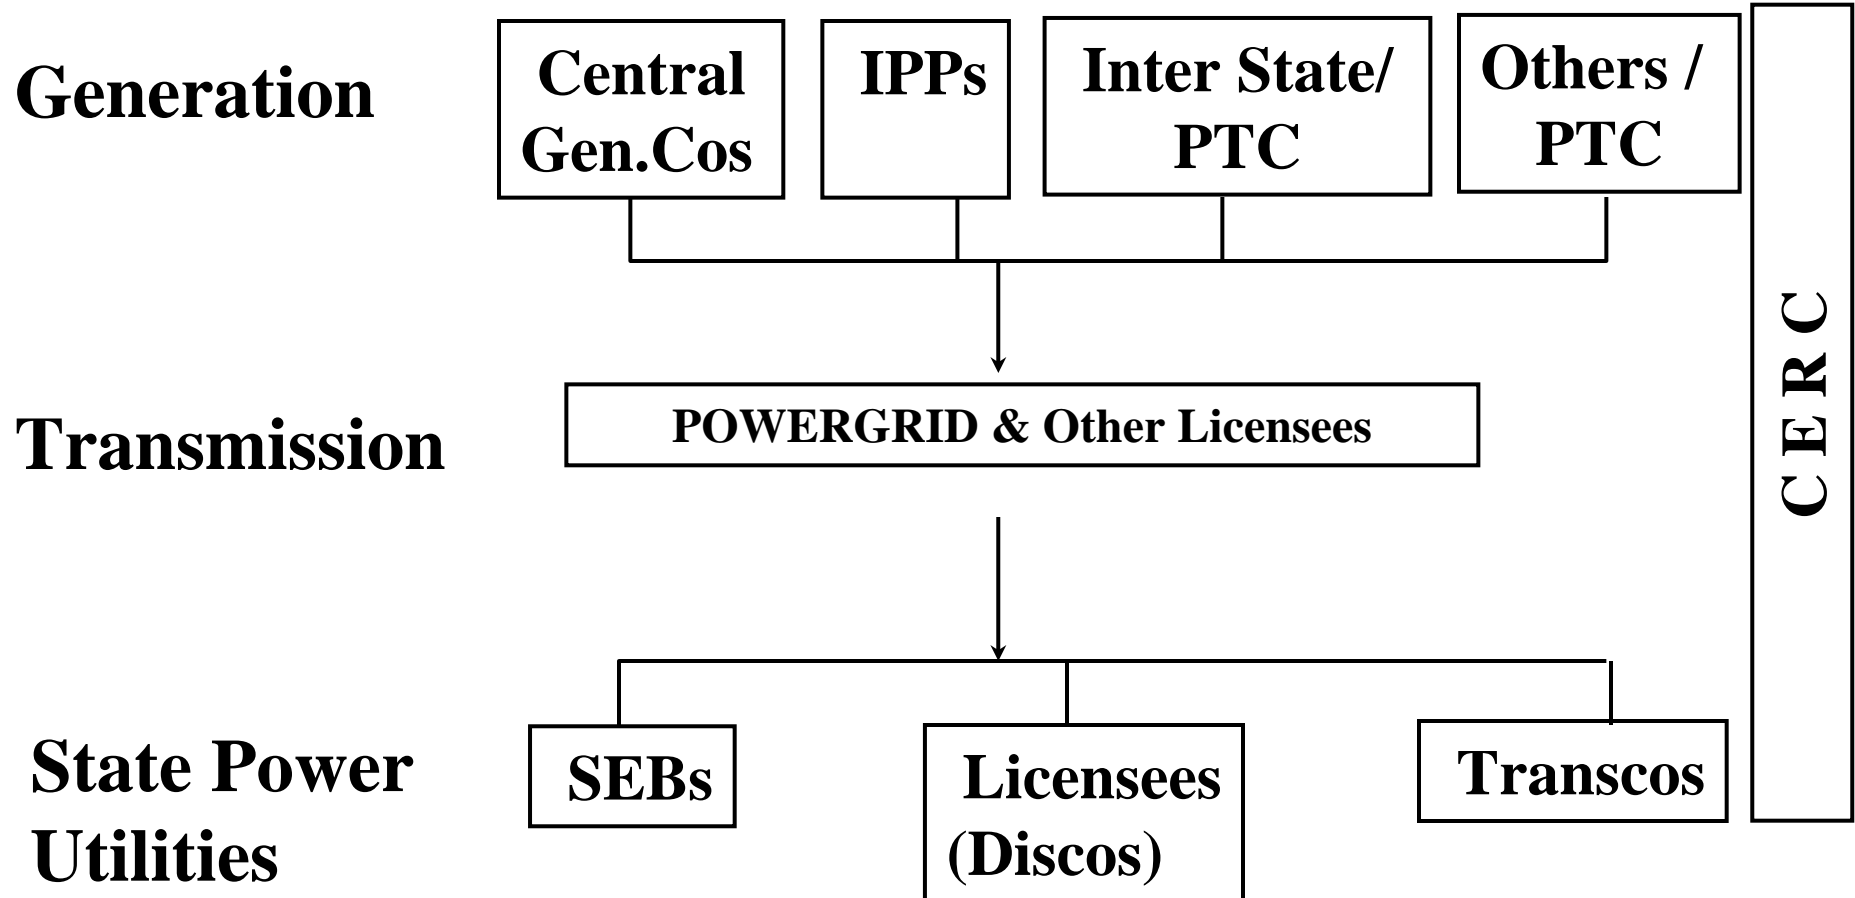 Generation
Central
Gen.Cos
IPPs
Inter State/
PTC
Others /
PTC
C E R C
Transmission
POWERGRID & Other Licensees
State Power
Utilities
SEBs
Licensees
(Discos)
Transcos